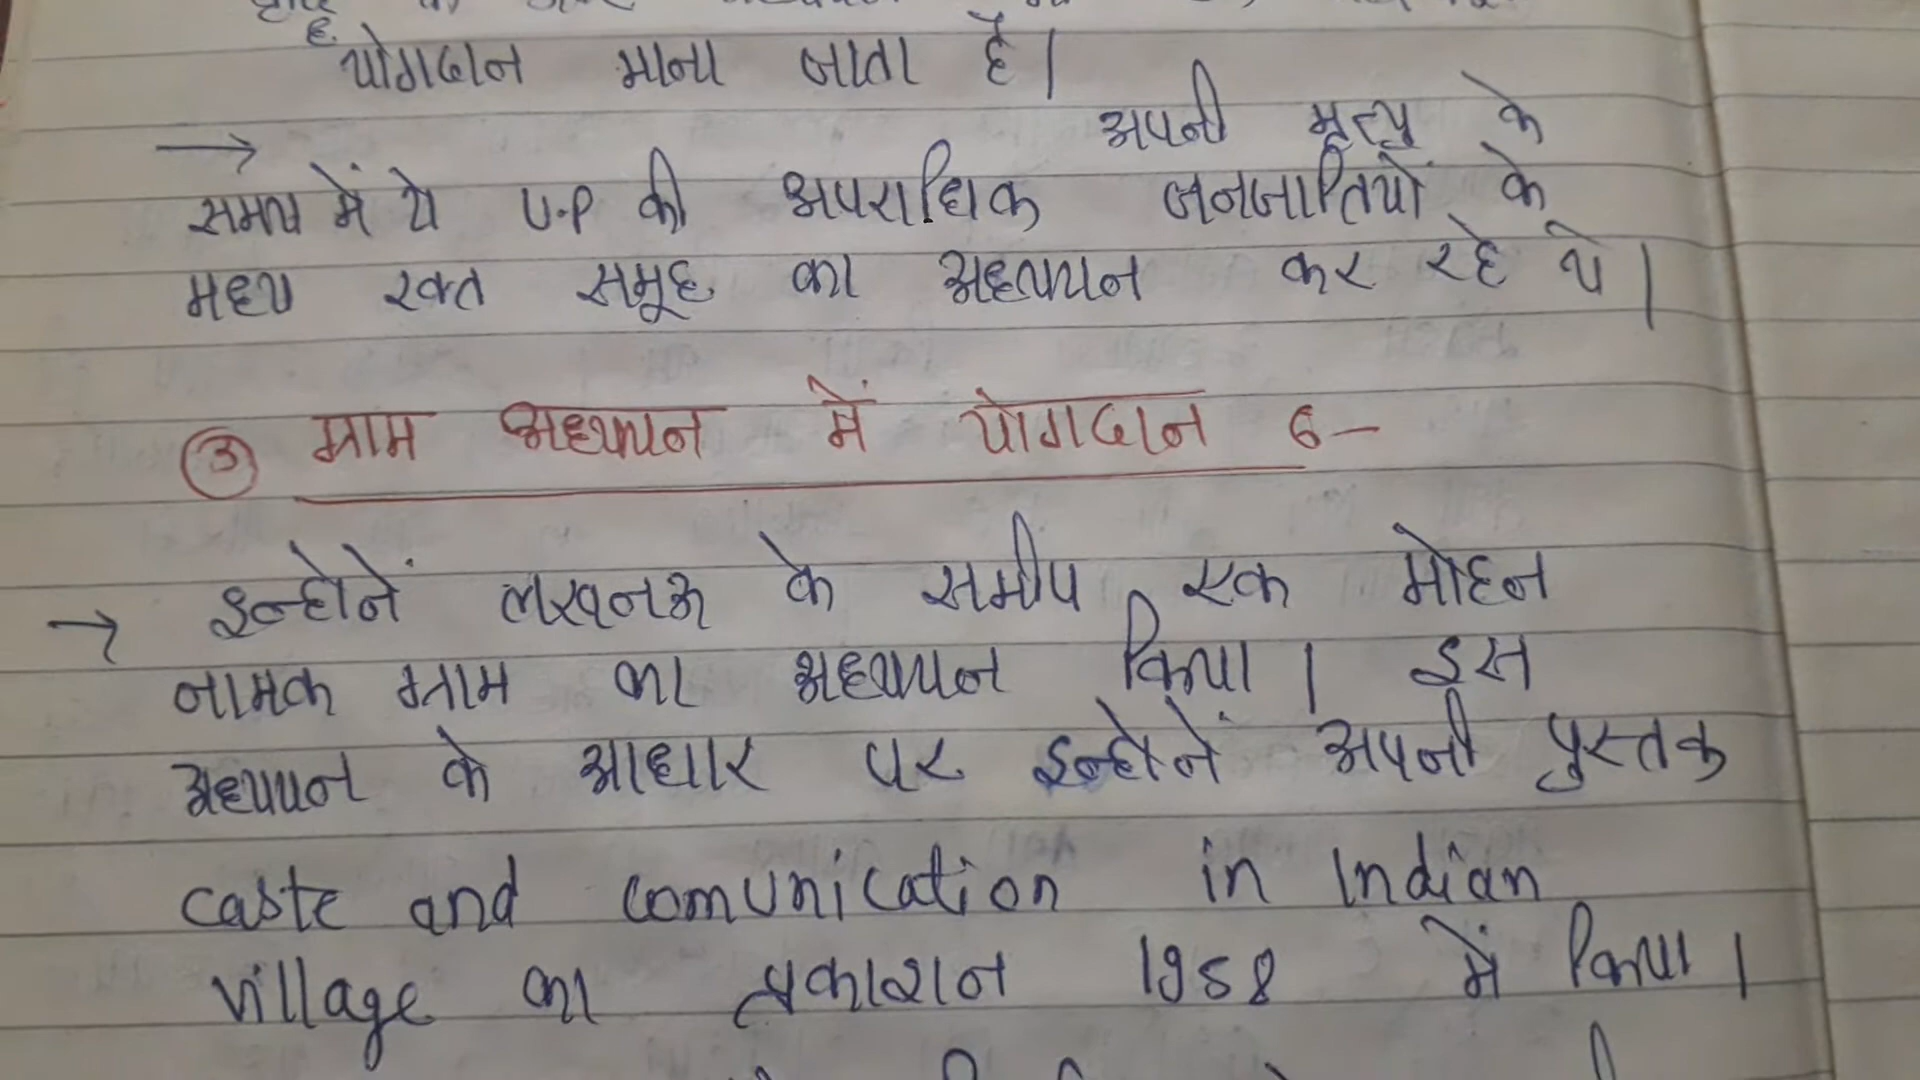 योगदान माना जाता है।
→ अपनी मृत्यु के
समय में ये U.P की अपराधिक जनजातियों के
मध्य रक्त समूह का अध्ययन कर रहे थे।
③ ग्राम अध्ययन में योगदान :-
→ इन्होनें लखनऊ के समीप एक मोहन
नामक ग्राम का अध्ययन किया। इस
अध्ययन के आधार पर इन्होनें अपनी पुस्तक
caste and comunication in Indian
village का प्रकाशन 1958 में किया।